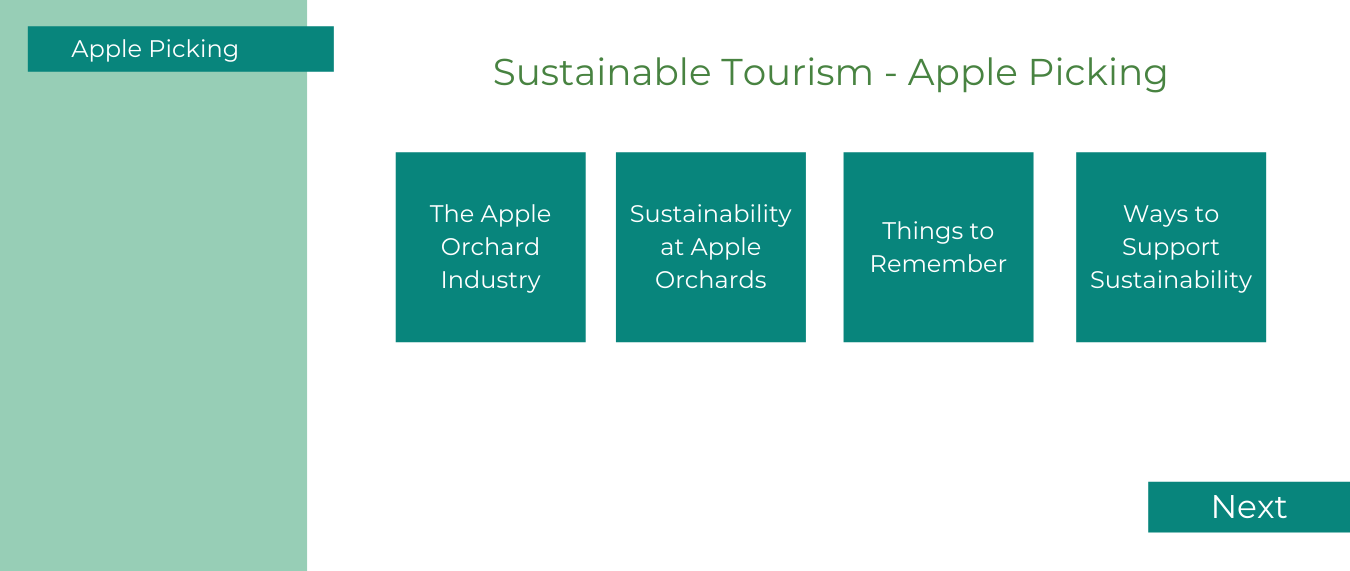 Apple Picking
Sustainable Tourism - Apple Picking
The Apple
Orchard
Industry
Sustainability
at Apple
Orchards
Things to
Remember
Ways to
Support
Sustainability
Next